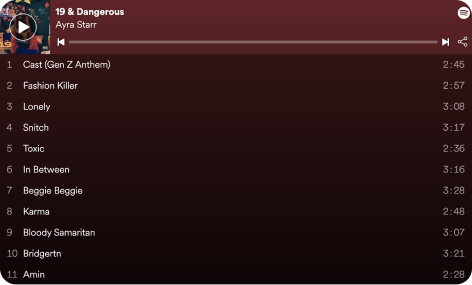 19 & Dangerous
Ayra Starr
1 Cast (Gen Z Anthem) 2:45
2 Fashion Killer 2:57
3 Lonely 3:08
4 Snitch 3:17
5 Toxic 2:36
6 In Between 3:16
7 Beggie Beggie 3:28
8 Karma 2:48
9 Bloody Samaritan 3:07
10 Bridgertn 3:21
11 Amin 2:28